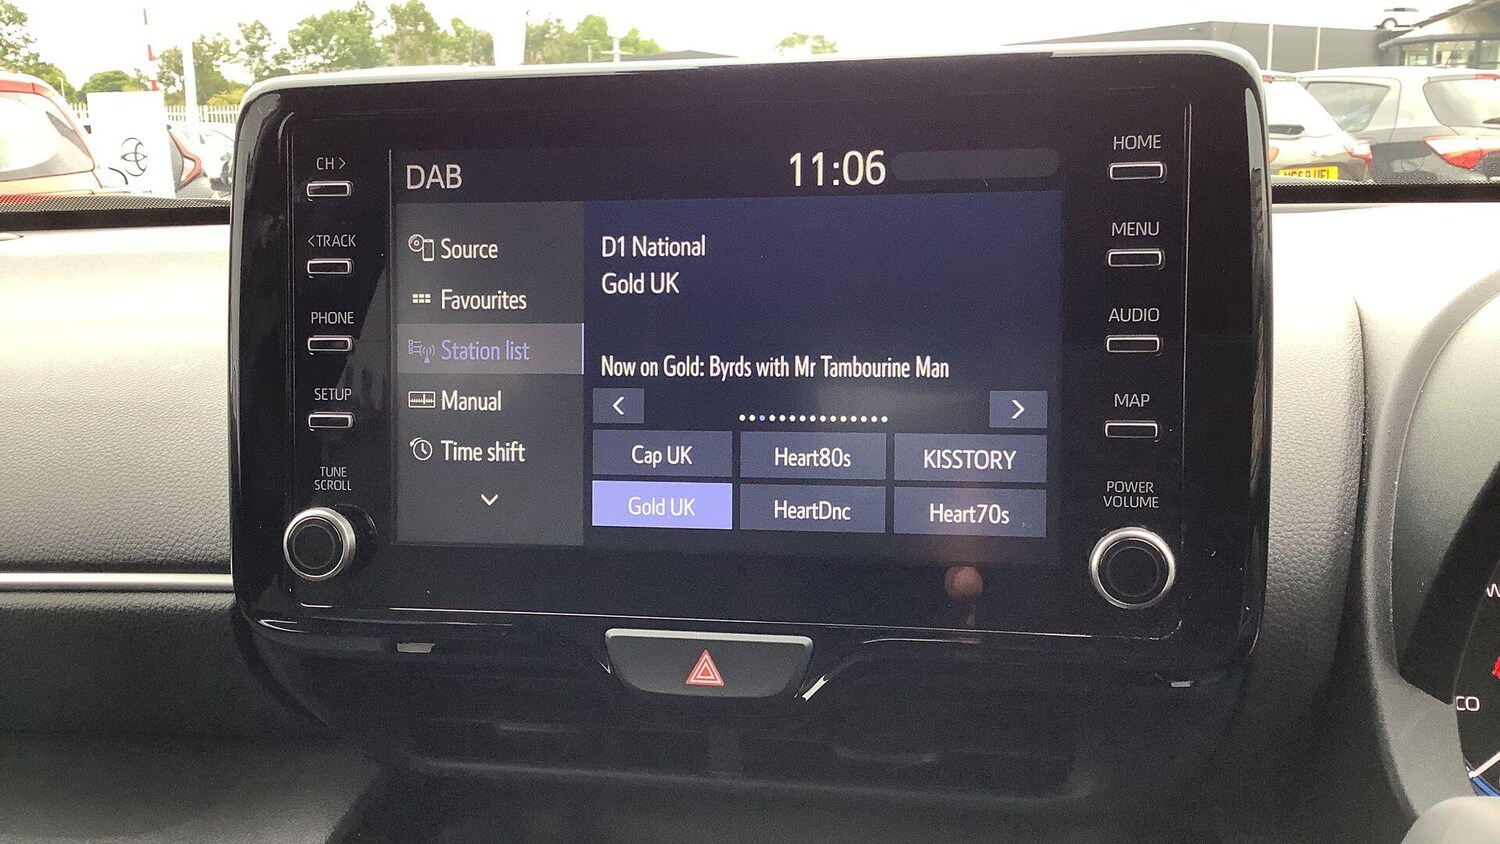 CH >
< TRACK
PHONE
SETUP
TUNE
SCROLL
DAB
11:06
Source
Favourites
Station list
Manual
Time shift
D1 National
Gold UK
Now on Gold: Byrds with Mr Tambourine Man
<
>
Cap UK
Heart80s
KISSTORY
Gold UK
HeartDnc
Heart70s
HOME
MENU
AUDIO
MAP
POWER
VOLUME